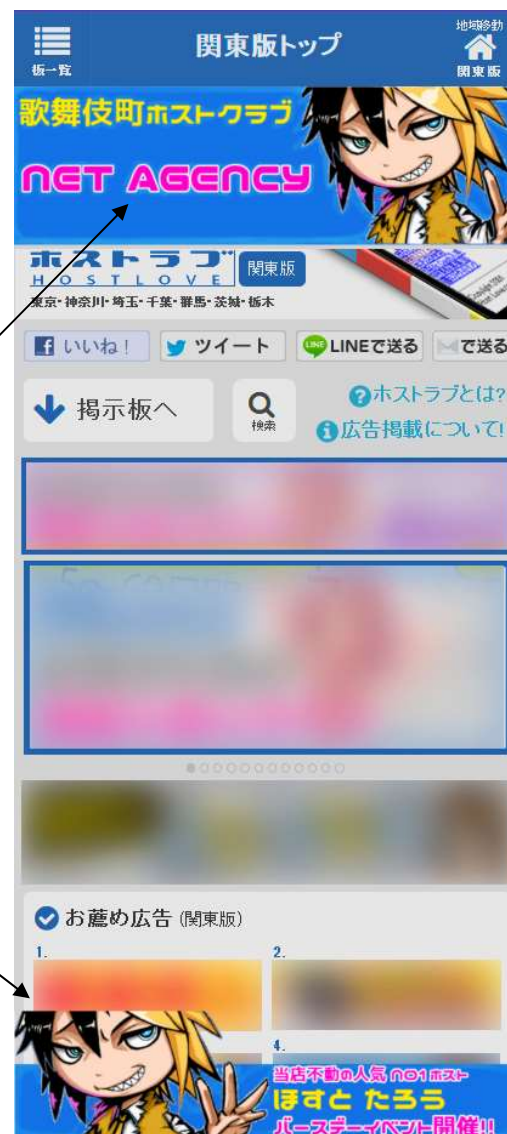 板一覧
関東版トップ
地域移動
関東版
歌舞伎町ホストクラブ
NET AGENCY
ホストラブ
HOSTLOVE
関東版
東京・神奈川・埼玉・千葉・群馬・茨城・栃木
いいね!
ツイート
LINEで送る
で送る
掲示板へ
検索
ホストラブとは?
広告掲載について!
お薦め広告 (関東版)
1.
2.
4.
当店不動の人気 no1 ホスト
ほすと たろう
バースデーイベント開催!!